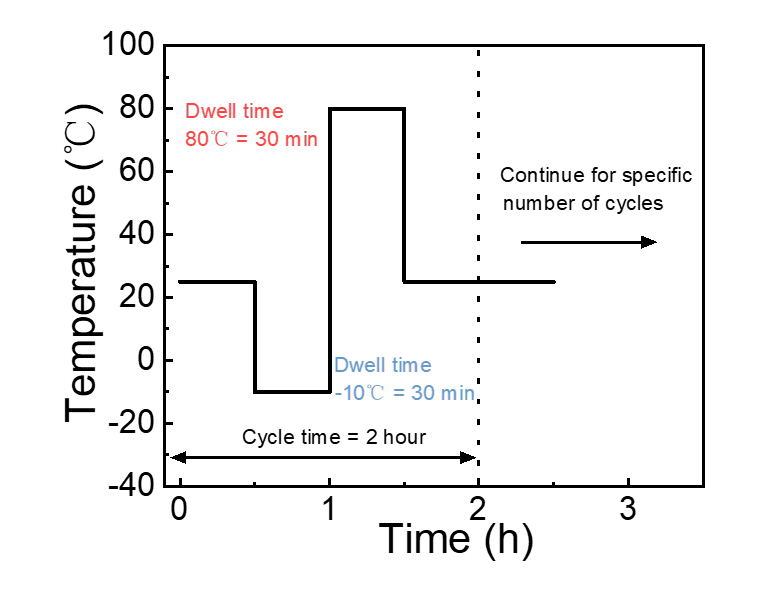 100
80
60
40
20
0
-20
-40
Temperature (℃)
Dwell time
80℃ = 30 min
Continue for specific
number of cycles
Dwell time
-10℃ = 30 min
Cycle time = 2 hour
0 1 2 3
Time (h)